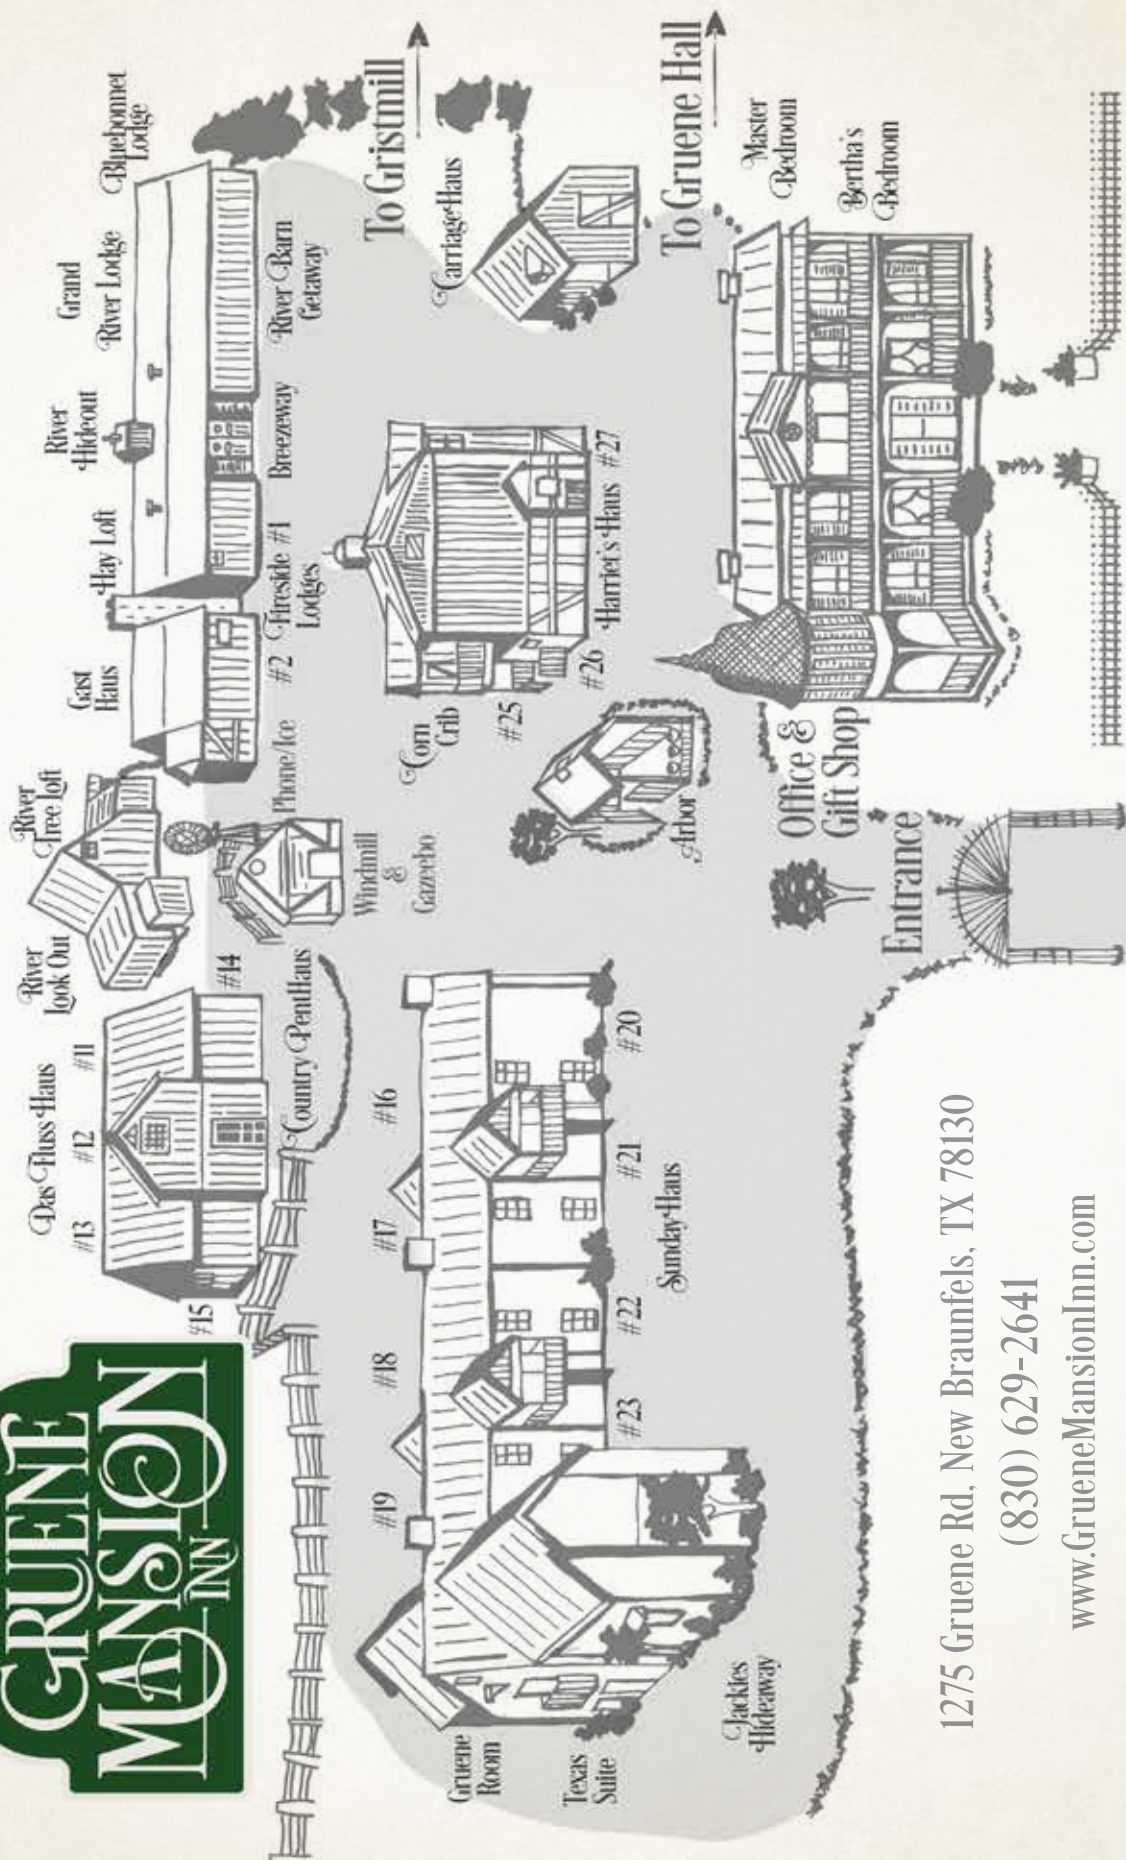 GRUENE
MANSION
INN
Das Fluss Haus
#13
#12
#11
#15
#14
Country PentHaus
River
Look Out
River
Tree Loft
Gast
Haus
Hay Loft
River
Hideout
Grand
River Lodge
Bluebonnet
Lodge
Phone/Ice
#2
Fireside #1
Lodges
Breezeway
River Barn
Getaway
Windmill
&
Gazeebo
To Gristmill
#19
#18
#17
#16
Corn
Crib
#25
#26
Harriet's Haus
#27
Carriage Haus
Gruene
Room
Texas
Suite
Jackies
Hideaway
#23
#22
#21
#20
Sunday Haus
Arbor
To Gruene Hall
Office &
Gift Shop
Master
Bedroom
Bertha's
Bedroom
Entrance
1275 Gruene Rd, New Braunfels, TX 78130
(830) 629-2641
www.GrueneMansionInn.com